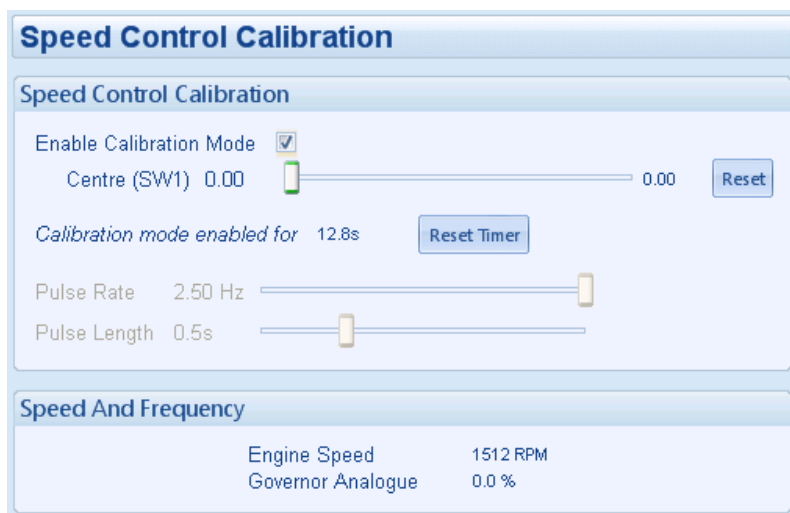 Speed Control Calibration
Speed Control Calibration
Enable Calibration Mode
Centre (SW1) 0.00 0.00 Reset
Calibration mode enabled for 12.8s Reset Timer
Pulse Rate 2.50 Hz
Pulse Length 0.5s
Speed And Frequency
Engine Speed 1512 RPM
Governor Analogue 0.0 %